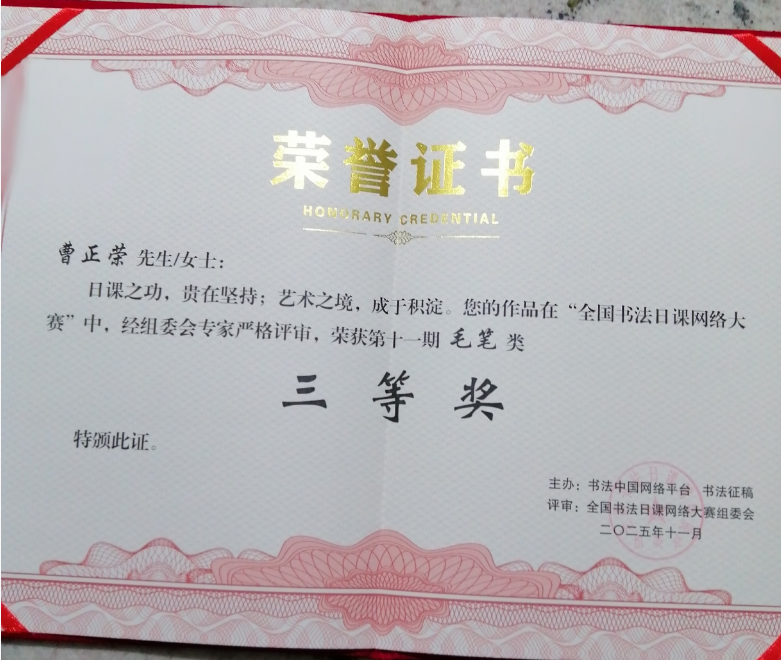 荣誉证书
HONORARY CREDENTIAL
曹正荣 先生/女士：
日课之功，贵在坚持；艺术之境，成于积淀。您的作品在“全国书法日课网络大
赛”中，经组委会专家严格评审，荣获第十一期 毛笔 类
三等奖
特颁此证。
主办：书法中国网络平台 书法征稿
评审：全国书法日课网络大赛组委会
二〇二五年十一月